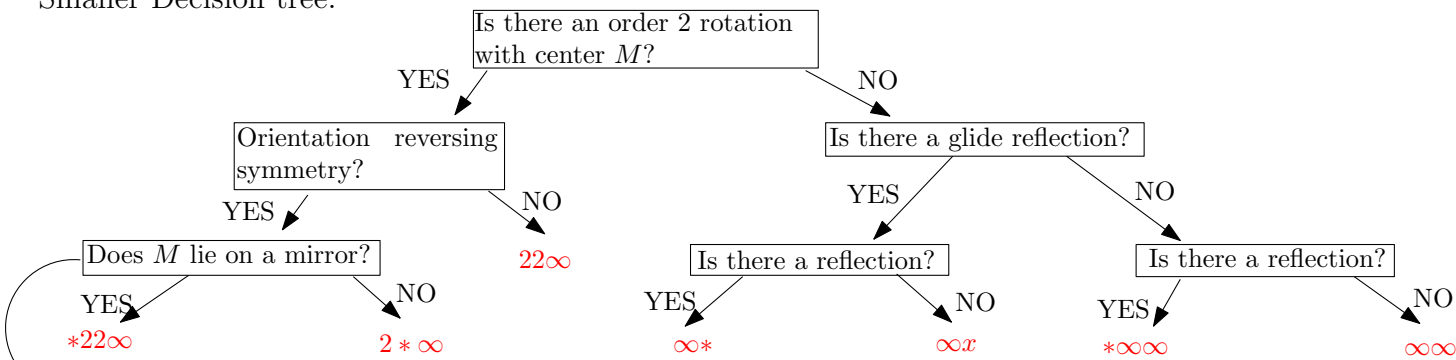 Smaller Decision tree:
Is there an order 2 rotation
with center M?
YES
NO
Orientation reversing
symmetry?
Is there a glide reflection?
YES
NO
YES
NO
Does M lie on a mirror?
22∞
Is there a reflection?
Is there a reflection?
YES
NO
YES
NO
YES
NO
∗22∞
2 ∗ ∞
∞∗
∞x
∗∞∞
∞∞